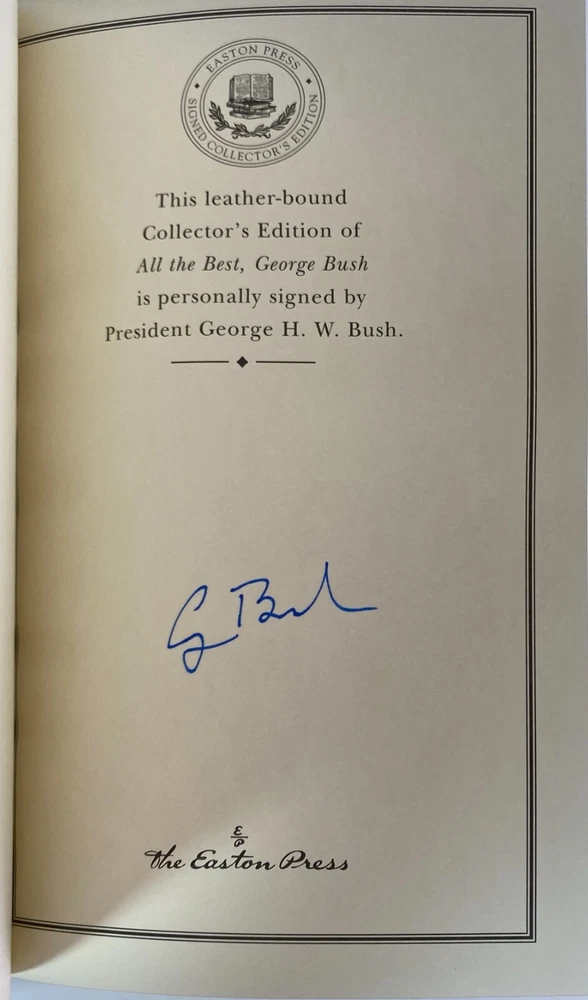 EASTON PRESS
SIGNED COLLECTOR'S EDITION
This leather-bound
Collector's Edition of
All the Best, George Bush
is personally signed by
President George H. W. Bush.
G Bush
E
P
The Easton Press